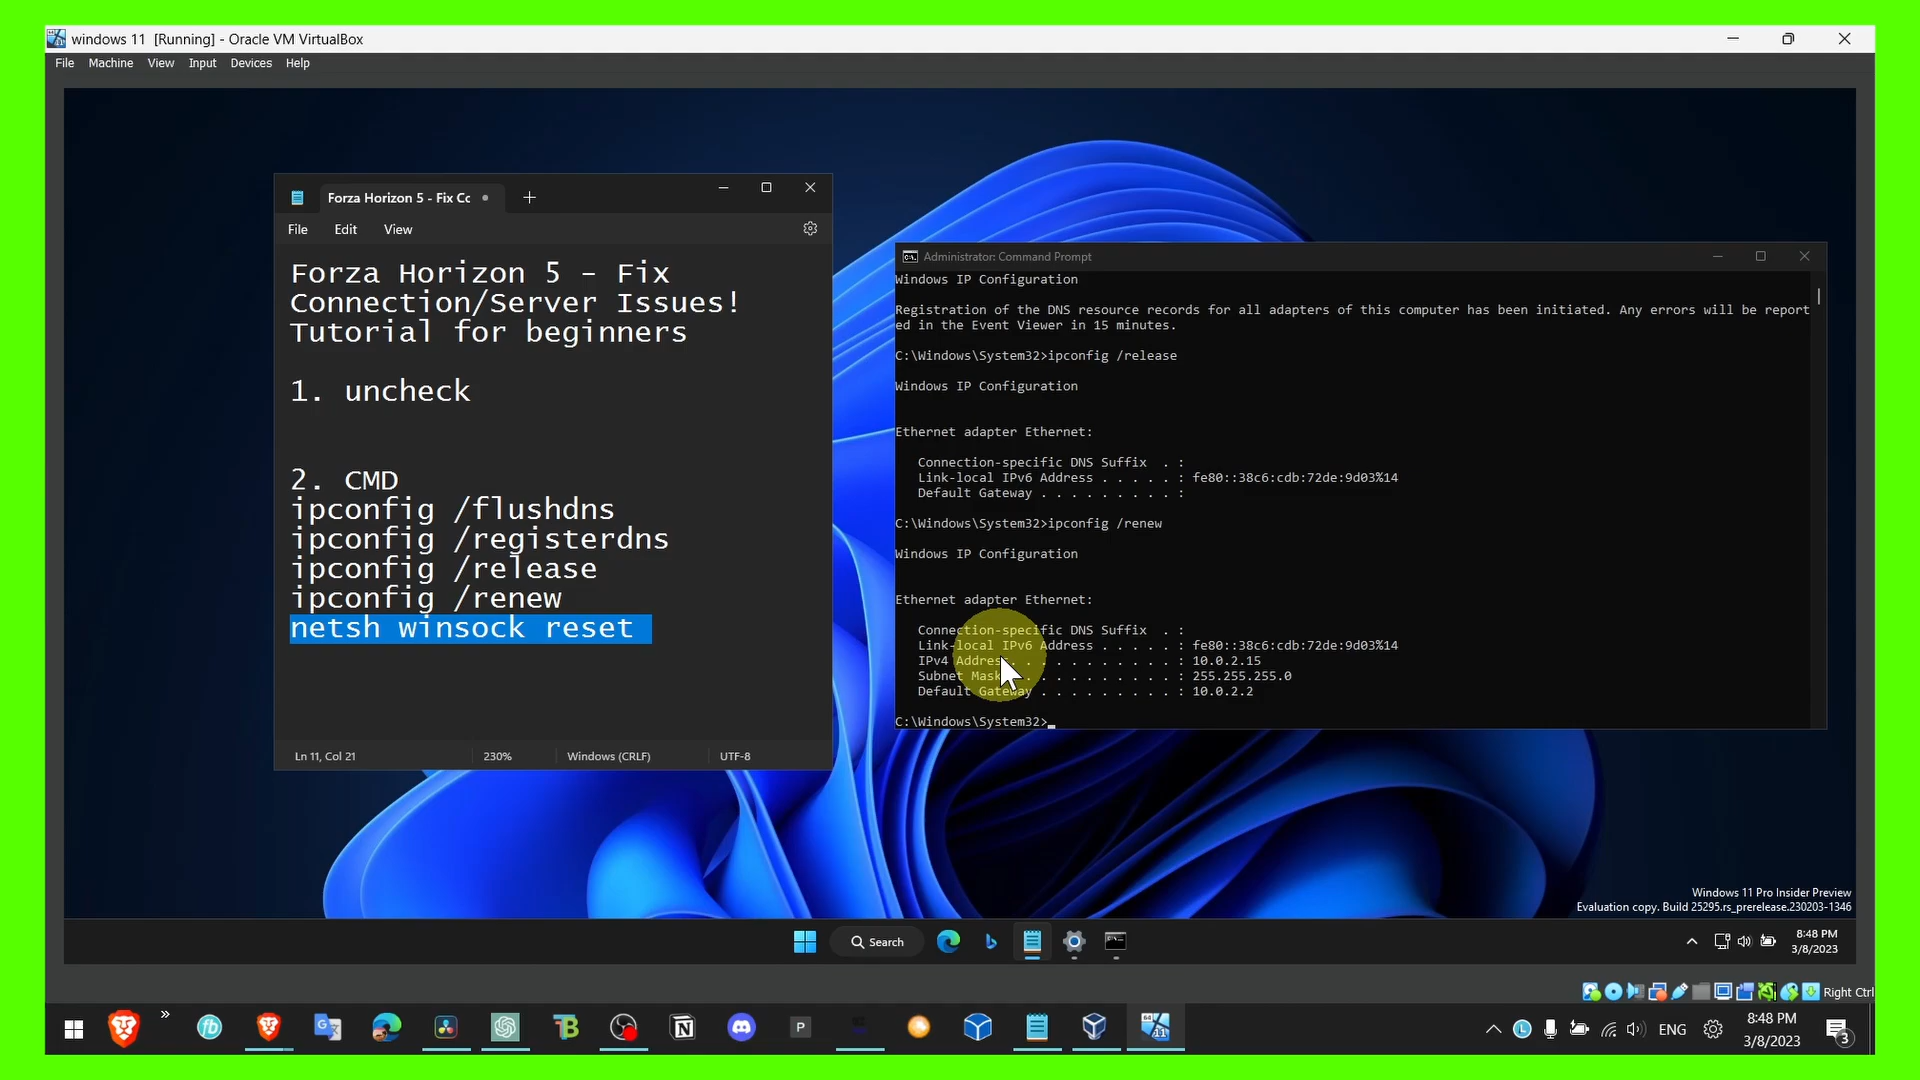 windows 11 [Running] - Oracle VM VirtualBox
File Machine View Input Devices Help
Forza Horizon 5 - Fix Cc
File Edit View
Forza Horizon 5 - Fix
Connection/Server Issues!
Tutorial for beginners
1. uncheck
2. CMD
ipconfig /flushdns
ipconfig /registerdns
ipconfig /release
ipconfig /renew
netsh winsock reset
Ln 11, Col 21 230% Windows (CRLF) UTF-8
Administrator: Command Prompt
Windows IP Configuration
Registration of the DNS resource records for all adapters of this computer has been initiated. Any errors will be report
ed in the Event Viewer in 15 minutes.
C:\Windows\System32>ipconfig /release
Windows IP Configuration
Ethernet adapter Ethernet:
Connection-specific DNS Suffix . :
Link-local IPv6 Address . . . . . : fe80::38c6:cdb:72de:9d03%14
Default Gateway . . . . . . . . . :
C:\Windows\System32>ipconfig /renew
Windows IP Configuration
Ethernet adapter Ethernet:
Connection-specific DNS Suffix . :
Link-local IPv6 Address . . . . . : fe80::38c6:cdb:72de:9d03%14
IPv4 Address. . . . . . . . . . . : 10.0.2.15
Subnet Mask . . . . . . . . . . . : 255.255.255.0
Default Gateway . . . . . . . . . : 10.0.2.2
C:\Windows\System32>
Windows 11 Pro Insider Preview
Evaluation copy. Build 25295.rs_prerelease.230203-1346
Search
8:48 PM
3/8/2023
Right Ctrl
ENG
8:48 PM
3/8/2023
3